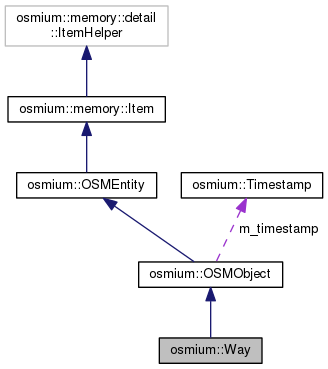 osmium::memory::detail
::ItemHelper
osmium::memory::Item
osmium::OSMEntity
osmium::Timestamp
m_timestamp
osmium::OSMObject
osmium::Way